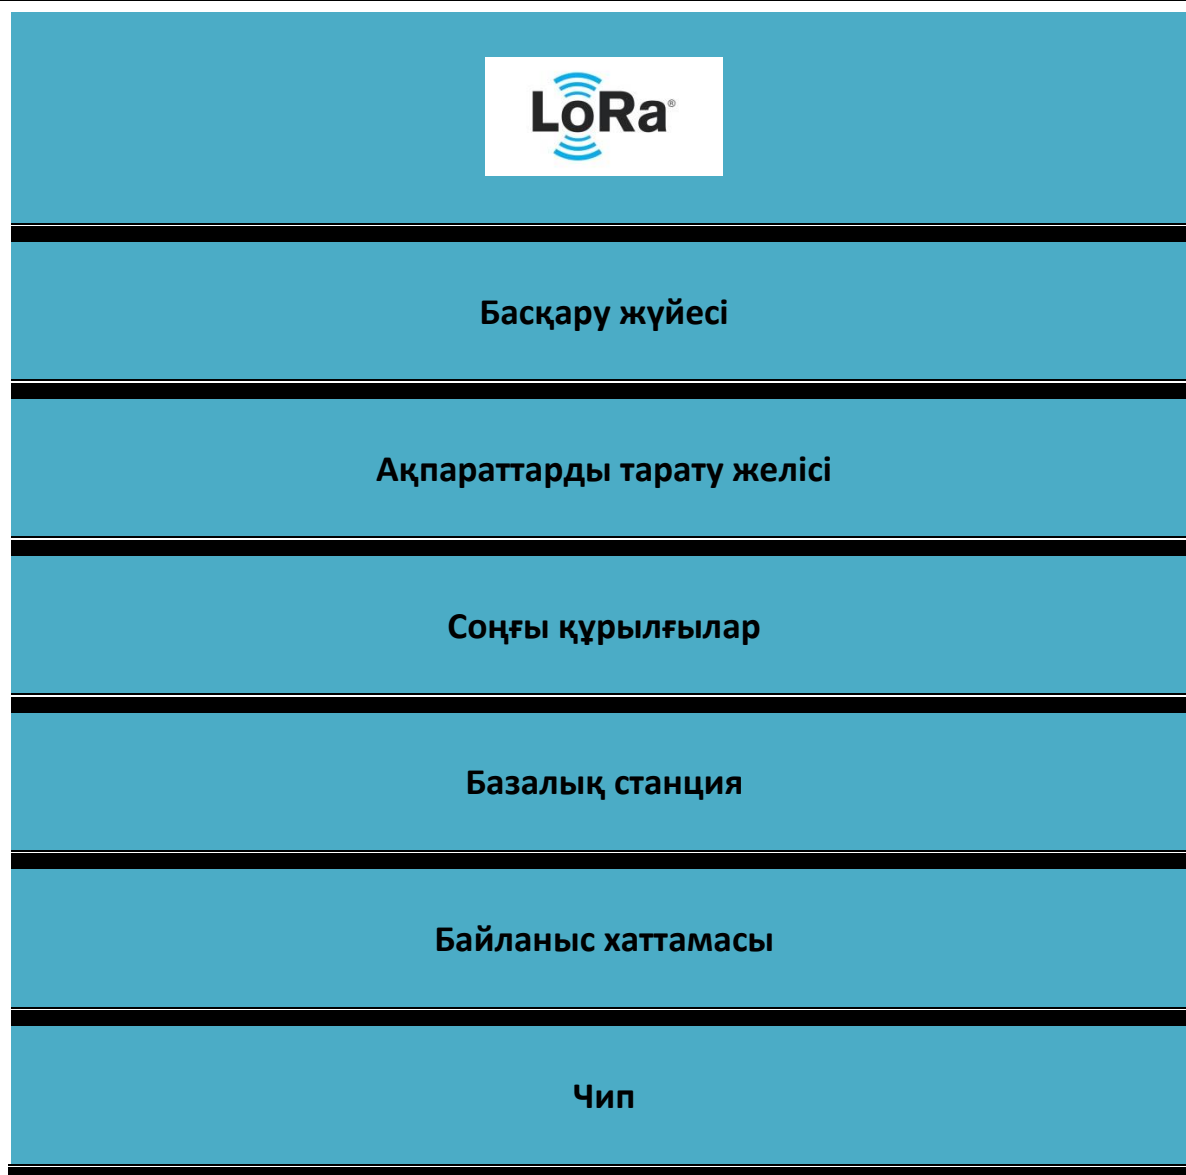 LoRa®
Басқару жүйесі
Ақпараттарды тарату желісі
Соңғы құрылғылар
Базалық станция
Байланыс хаттамасы
Чип